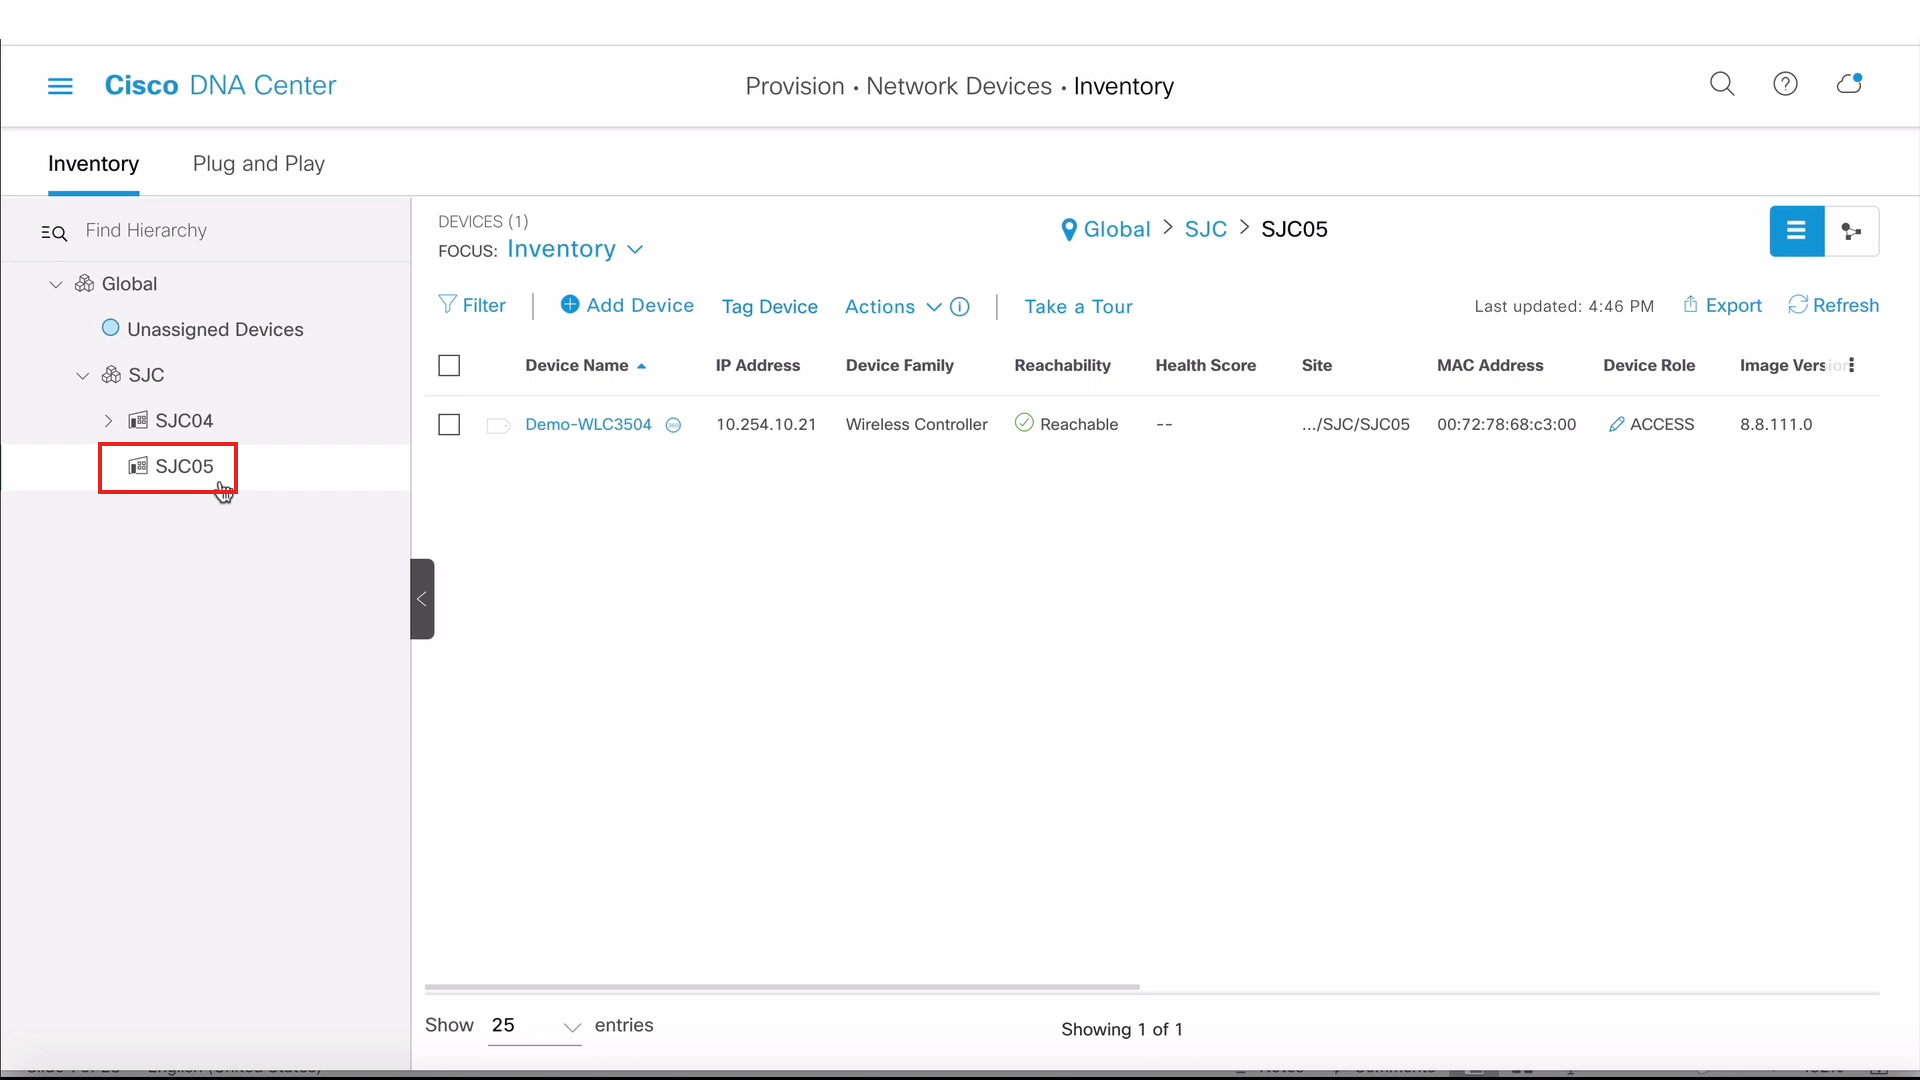 Cisco DNA Center
Provision • Network Devices • Inventory
Inventory
Plug and Play
Find Hierarchy
Global
Unassigned Devices
SJC
SJC04
SJC05
DEVICES (1)
FOCUS: Inventory
Global > SJC > SJC05
Filter
Add Device
Tag Device
Actions
Take a Tour
Last updated: 4:46 PM
Export
Refresh
Device Name IP Address Device Family Reachability Health Score Site MAC Address Device Role Image Version
Demo-WLC3504 10.254.10.21 Wireless Controller Reachable -- .../SJC/SJC05 00:72:78:68:c3:00 ACCESS 8.8.111.0
Show 25 entries
Showing 1 of 1